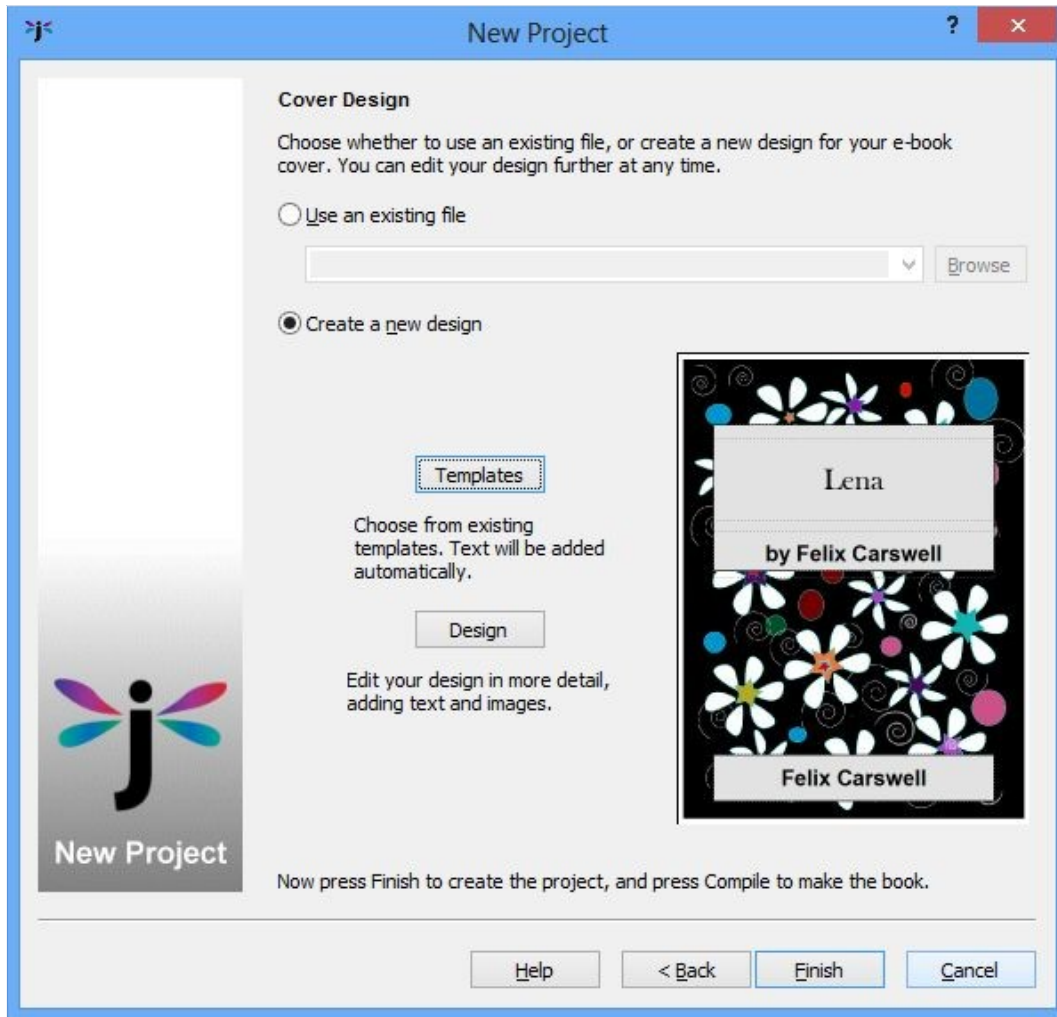 New Project
?
Cover Design
Choose whether to use an existing file, or create a new design for your e-book
cover. You can edit your design further at any time.
Use an existing file
Browse
Create a new design
Templates
Choose from existing
templates. Text will be added
automatically.
Design
Edit your design in more detail,
adding text and images.
Lena
by Felix Carswell
Felix Carswell
j
New Project
Now press Finish to create the project, and press Compile to make the book.
Help
< Back
Finish
Cancel